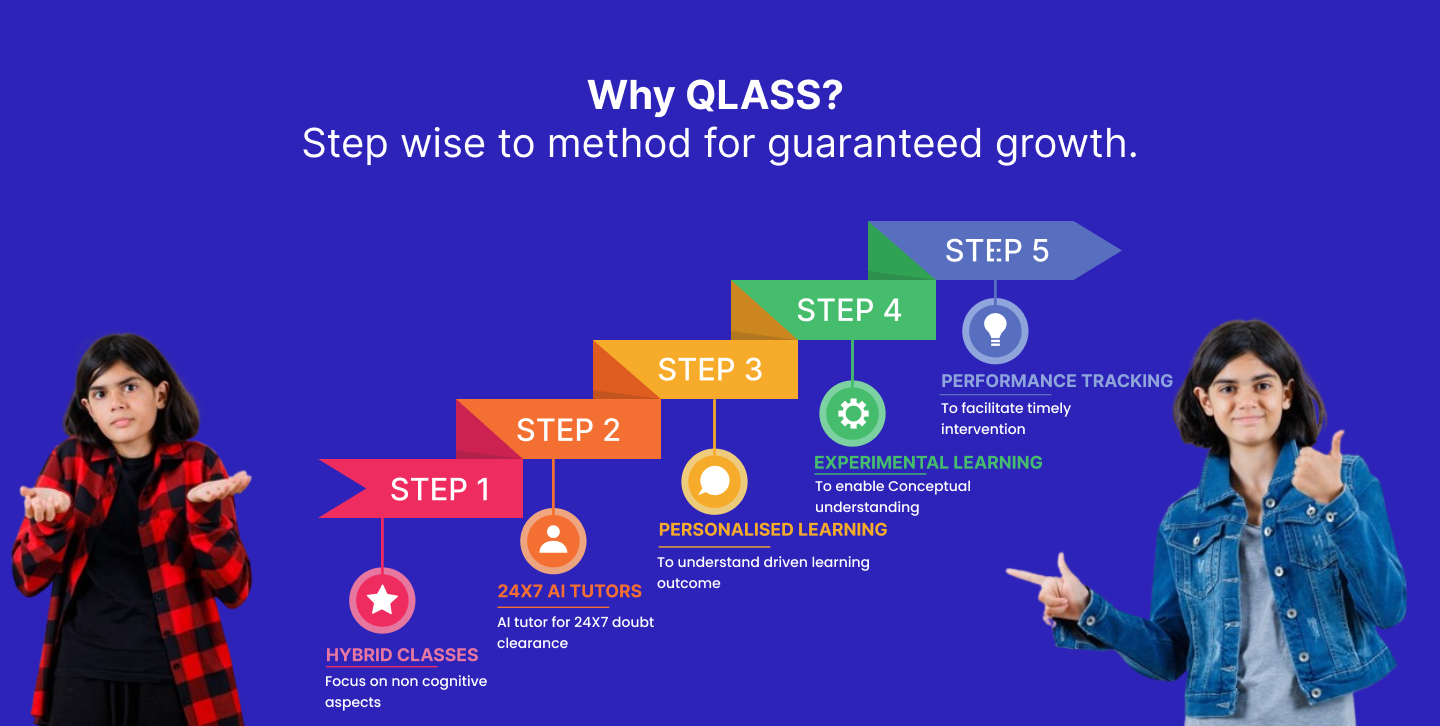 Why QLASS?
Step wise to method for guaranteed growth.
STEP 1
HYBRID CLASSES
Focus on non cognitive
aspects
STEP 2
24X7 AI TUTORS
AI tutor for 24X7 doubt
clearance
STEP 3
PERSONALISED LEARNING
To understand driven learning
outcome
STEP 4
EXPERIMENTAL LEARNING
To enable Conceptual
understanding
STEP 5
PERFORMANCE TRACKING
To facilitate timely
intervention